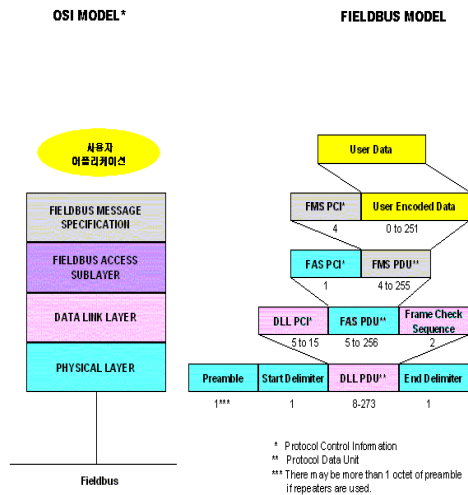 OSI MODEL*
FIELDBUS MODEL
사용자
어플리케이션
FIELDBUS MESSAGE
SPECIFICATION
FIELDBUS ACCESS
SUBLAYER
DATA LINK LAYER
PHYSICAL LAYER
Fieldbus
User Data
FMS PCI*
User Encoded Data
4
0 to 251
FAS PCI*
FMS PDU**
1
4 to 255
DLL PCI*
FAS PDU**
Frame Check
Sequence
5 to 15
5 to 256
2
Preamble
Start Delimiter
DLL PDU**
End Delimiter
1***
1
8-273
1
* Protocol Control Information
** Protocol Data Unit
*** There may be more than 1 octet of preamble
if repeaters are used.